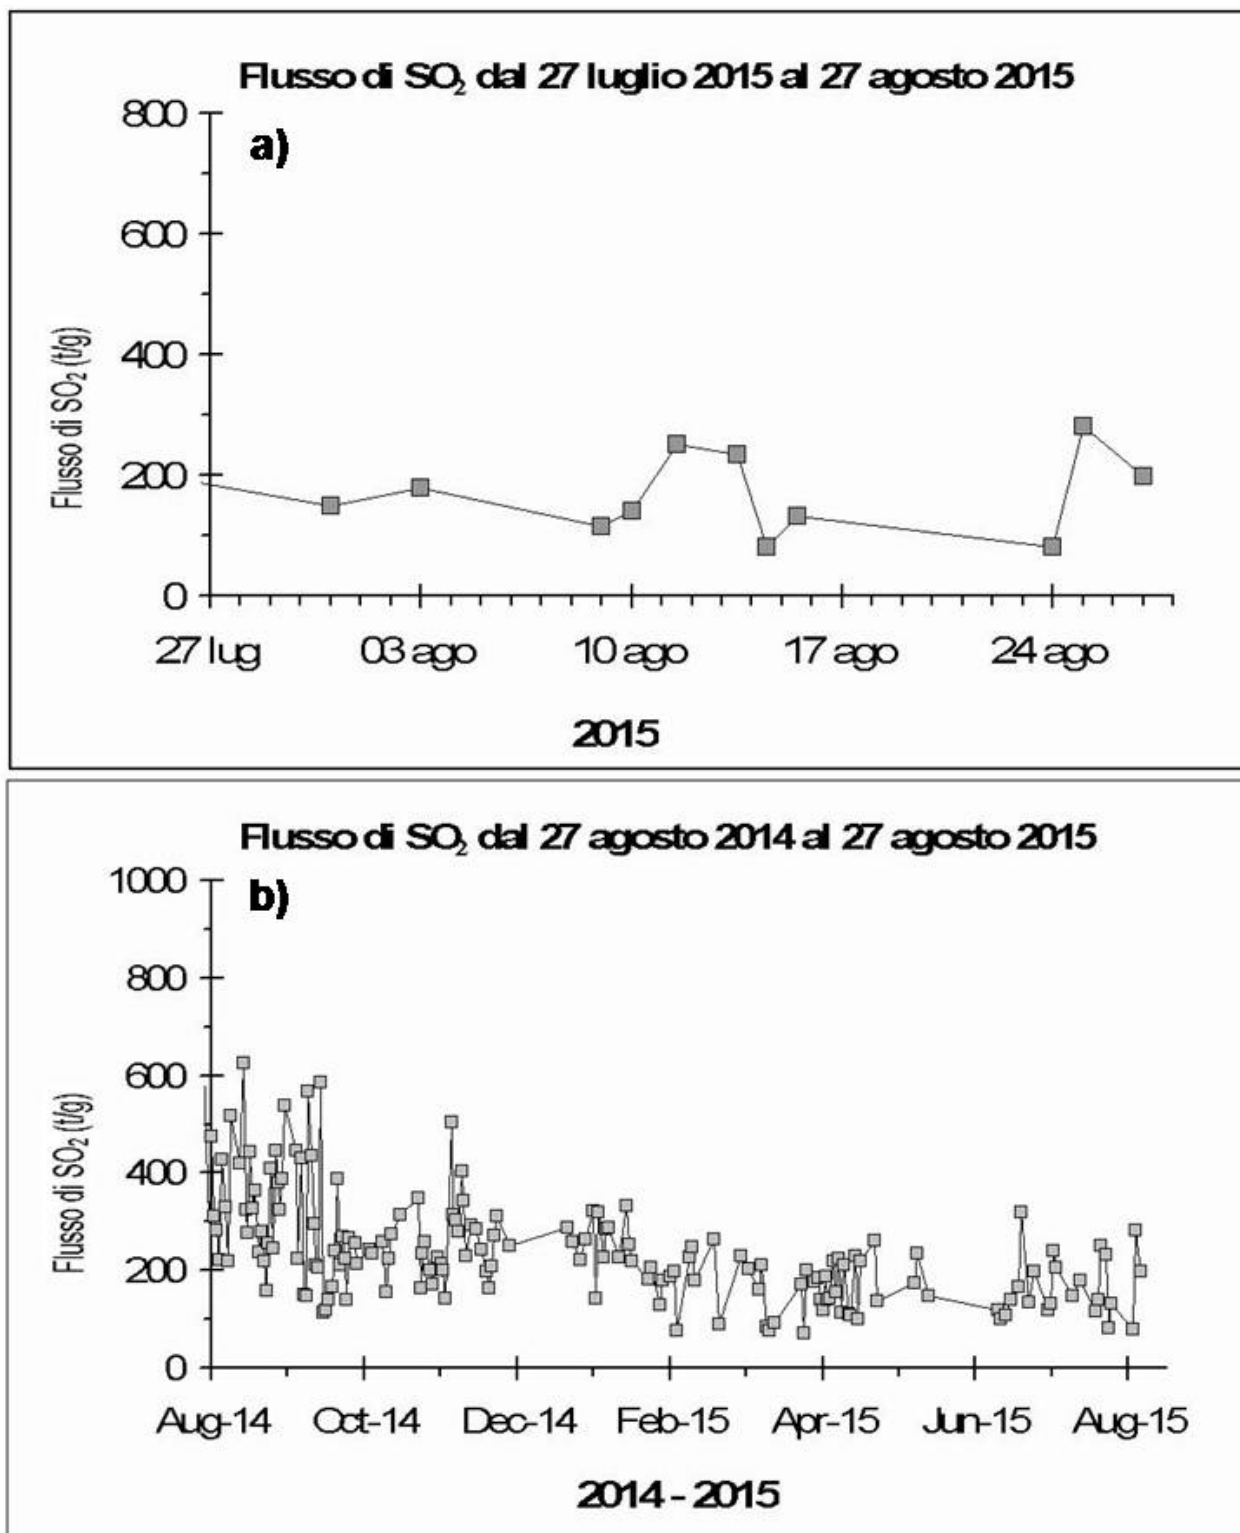 Flusso di SO₂ dal 27 luglio 2015 al 27 agosto 2015
a)
800
600
400
200
0
Flusso di SO₂ (t/g)
27 lug 03 ago 10 ago 17 ago 24 ago
2015
Flusso di SO₂ dal 27 agosto 2014 al 27 agosto 2015
b)
1000
800
600
400
200
0
Flusso di SO₂ (t/g)
Aug-14 Oct-14 Dec-14 Feb-15 Apr-15 Jun-15 Aug-15
2014 - 2015